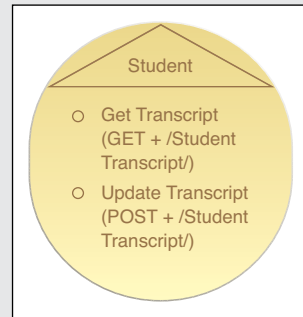 Student
○ Get Transcript
(GET + /Student
Transcript/)
○ Update Transcript
(POST + /Student
Transcript/)